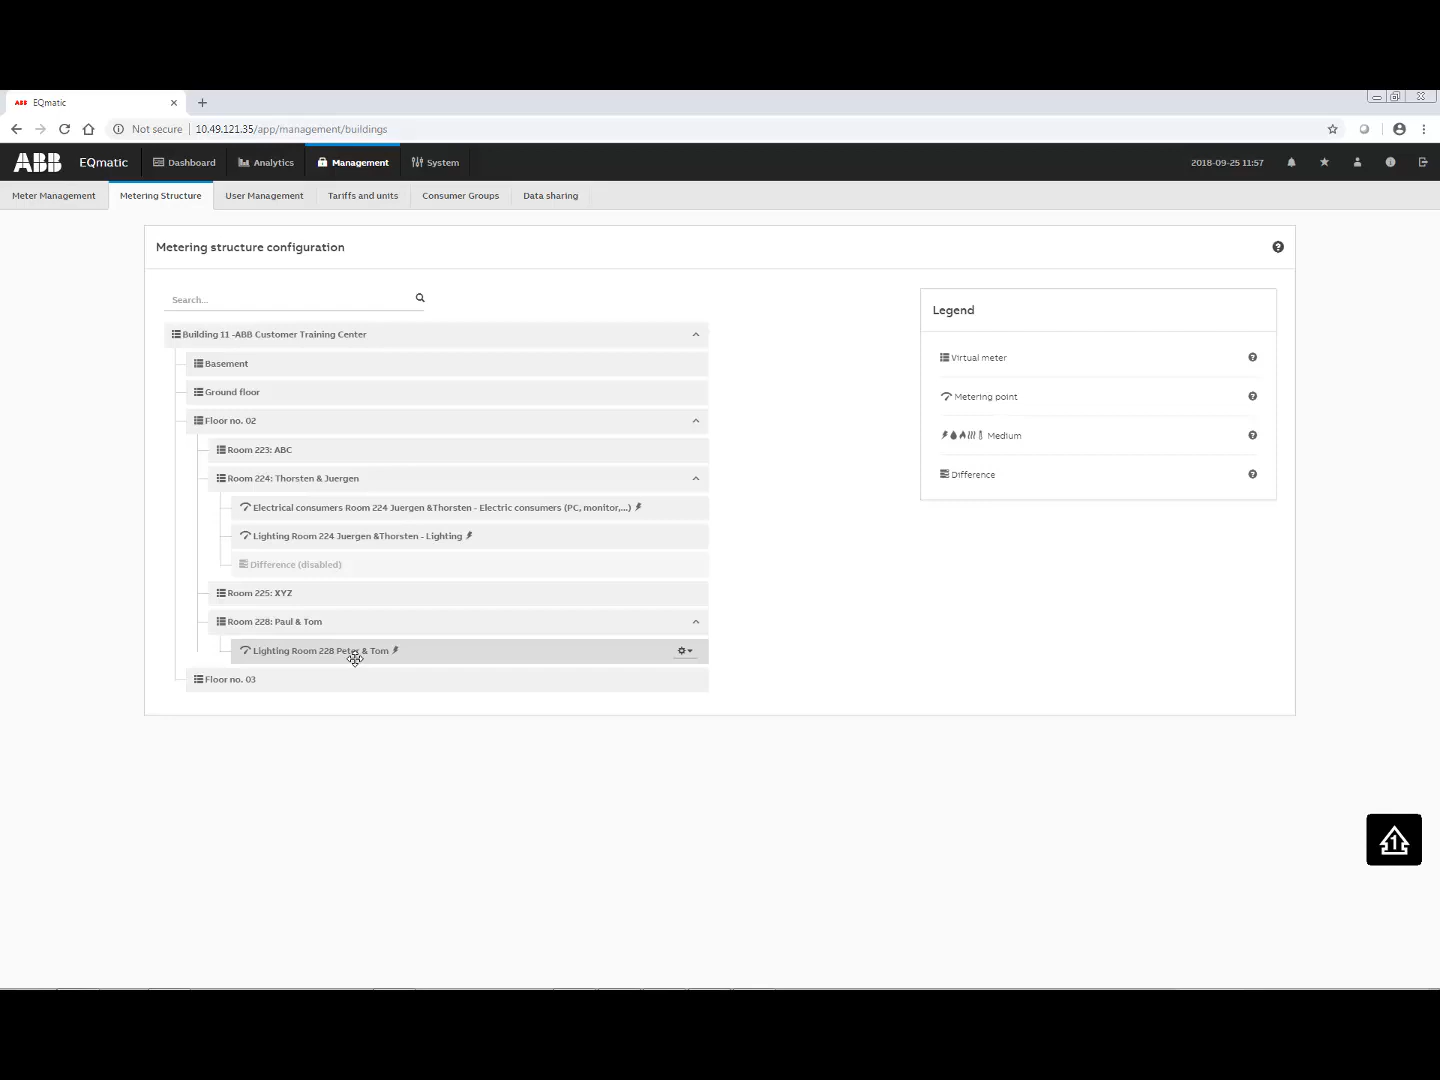 ABB EQmatic
Not secure 10.49.121.35/app/management/buildings
ABB EQmatic Dashboard Analytics Management System 2018-09-25 11:57
Meter Management Metering Structure User Management Tariffs and units Consumer Groups Data sharing
Metering structure configuration
Search...
Building 11 -ABB Customer Training Center
Basement
Ground floor
Floor no. 02
Room 223: ABC
Room 224: Thorsten & Juergen
Electrical consumers Room 224 Juergen &Thorsten - Electric consumers (PC, monitor,...)
Lighting Room 224 Juergen &Thorsten - Lighting
Difference (disabled)
Room 225: XYZ
Room 228: Paul & Tom
Lighting Room 228 Peter & Tom
Floor no. 03
Legend
Virtual meter
Metering point
Medium
Difference
1